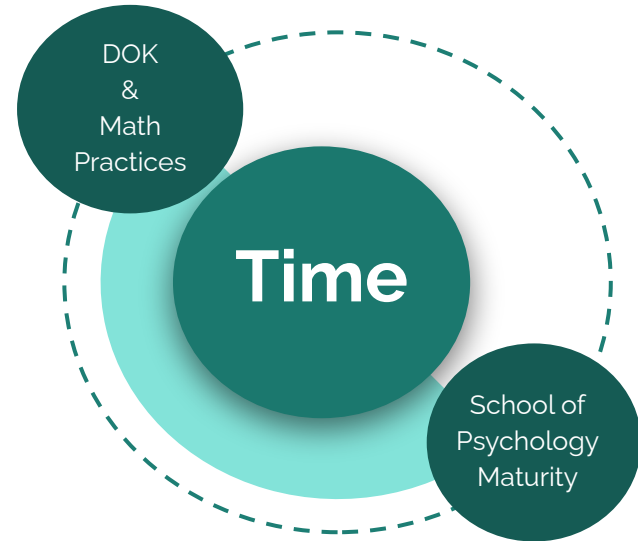 DOK
&
Math
Practices
Time
School of
Psychology
Maturity